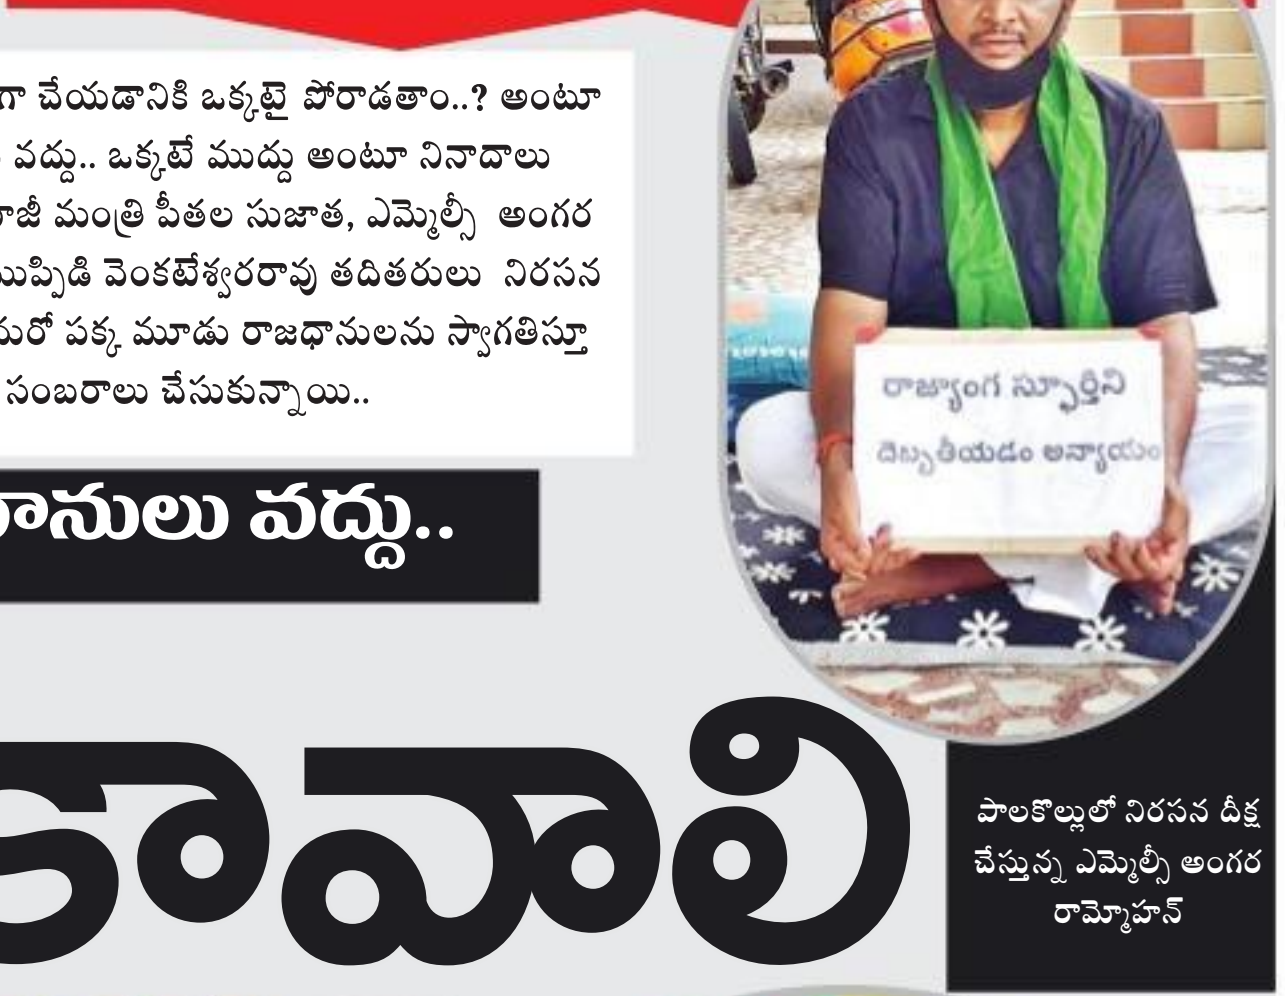 గా చేయడానికి ఒక్కటై పోరాడతాం..? అంటూ
వద్దు.. ఒక్కటే ముద్దు అంటూ నినాదాలు
మంత్రి పీతల సుజాత, ఎమ్మెల్సీ అంగర
వెంకటేశ్వరరావు తదితరులు నిరసన
పక్క మూడు రాజధానులను స్వాగతిస్తూ
సంబరాలు చేసుకున్నాయి..
రాజ్యాంగ స్ఫూర్తిని
దెబ్బతీయడం అన్యాయం
వద్దు..
కావాలి
పాలకొల్లులో నిరసన దీక్ష
చేస్తున్న ఎమ్మెల్సీ అంగర
రామ్మోహన్